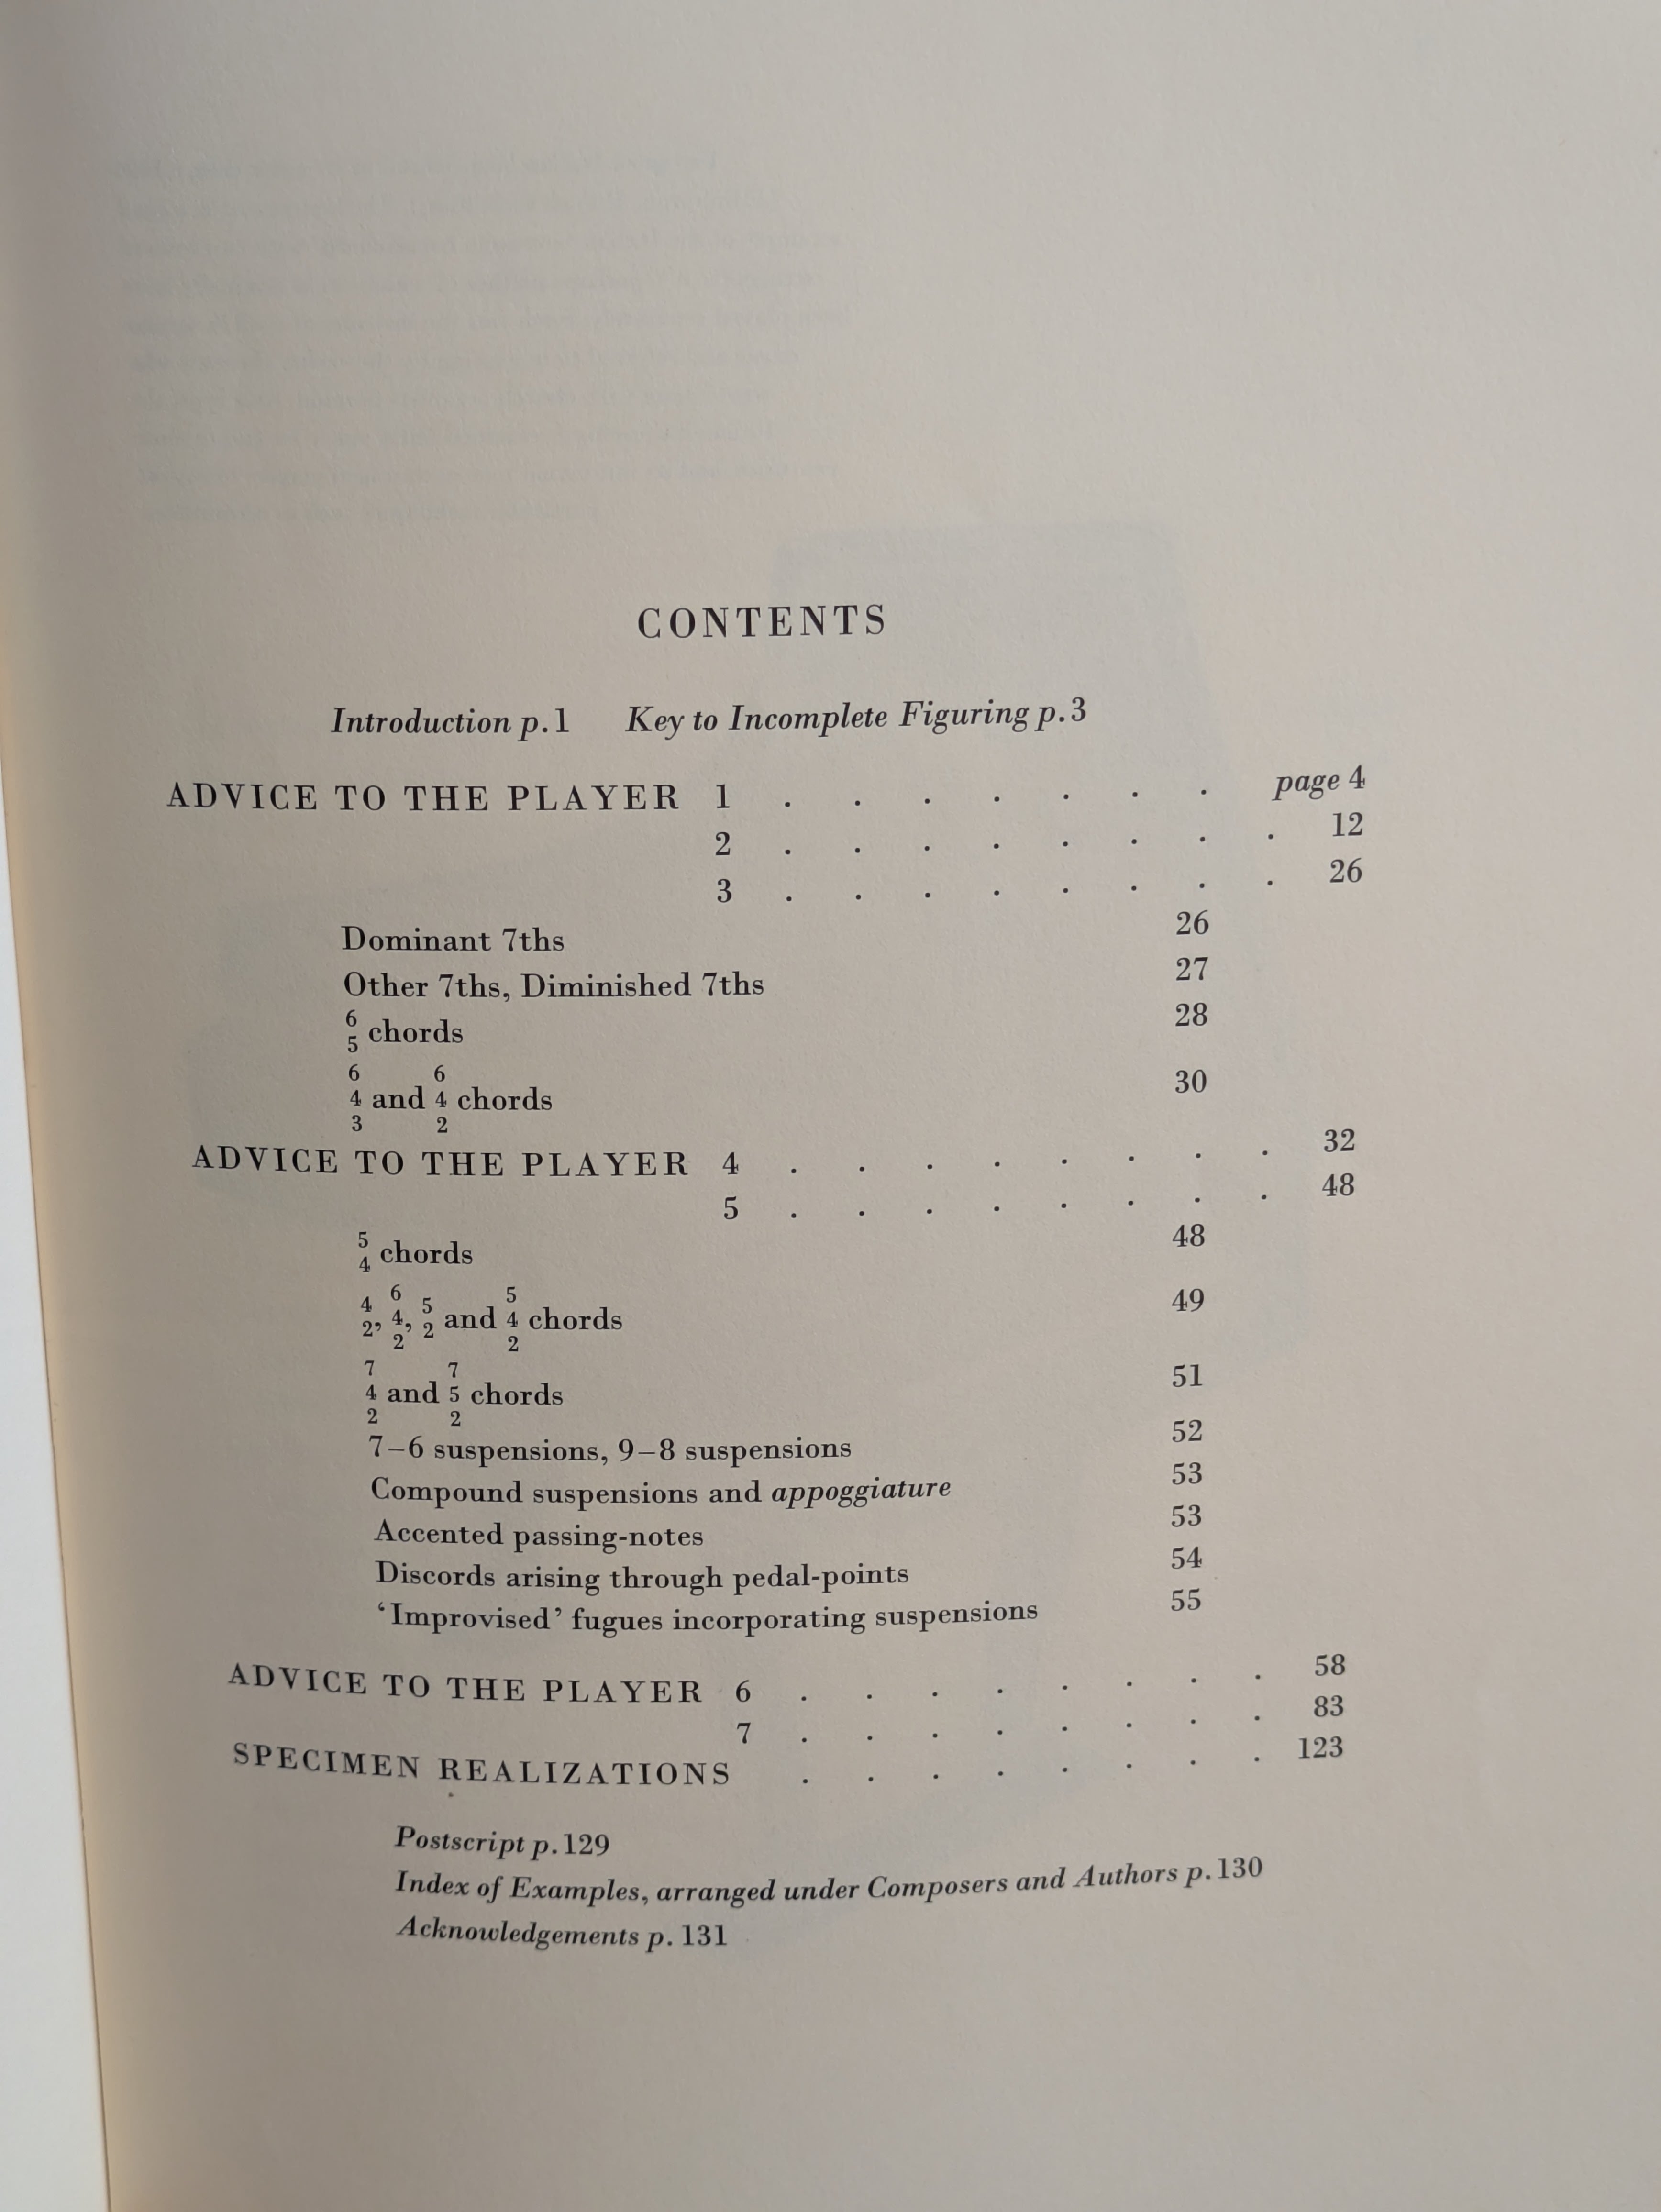 CONTENTS
Introduction p.1 Key to Incomplete Figuring p.3
ADVICE TO THE PLAYER 1 . . . . . . . page 4
2 . . . . . . . . 12
3 . . . . . . . . 26
Dominant 7ths 26
Other 7ths, Diminished 7ths 27
6 5 chords 28
6 4 3 and 6 4 2 chords 30
ADVICE TO THE PLAYER 4 . . . . . . . . 32
5 . . . . . . . . 48
5 4 chords 48
4 2, 6 4, 2 5 2 and 5 4 2 chords 49
7 4 2 and 7 5 2 chords 51
7–6 suspensions, 9–8 suspensions 52
Compound suspensions and appoggiature 53
Accented passing-notes 53
Discords arising through pedal-points 54
‘Improvised’ fugues incorporating suspensions 55
ADVICE TO THE PLAYER 6 . . . . . . . . 58
7 . . . . . . . . 83
SPECIMEN REALIZATIONS . . . . . . . . 123
Postscript p.129
Index of Examples, arranged under Composers and Authors p.130
Acknowledgements p. 131